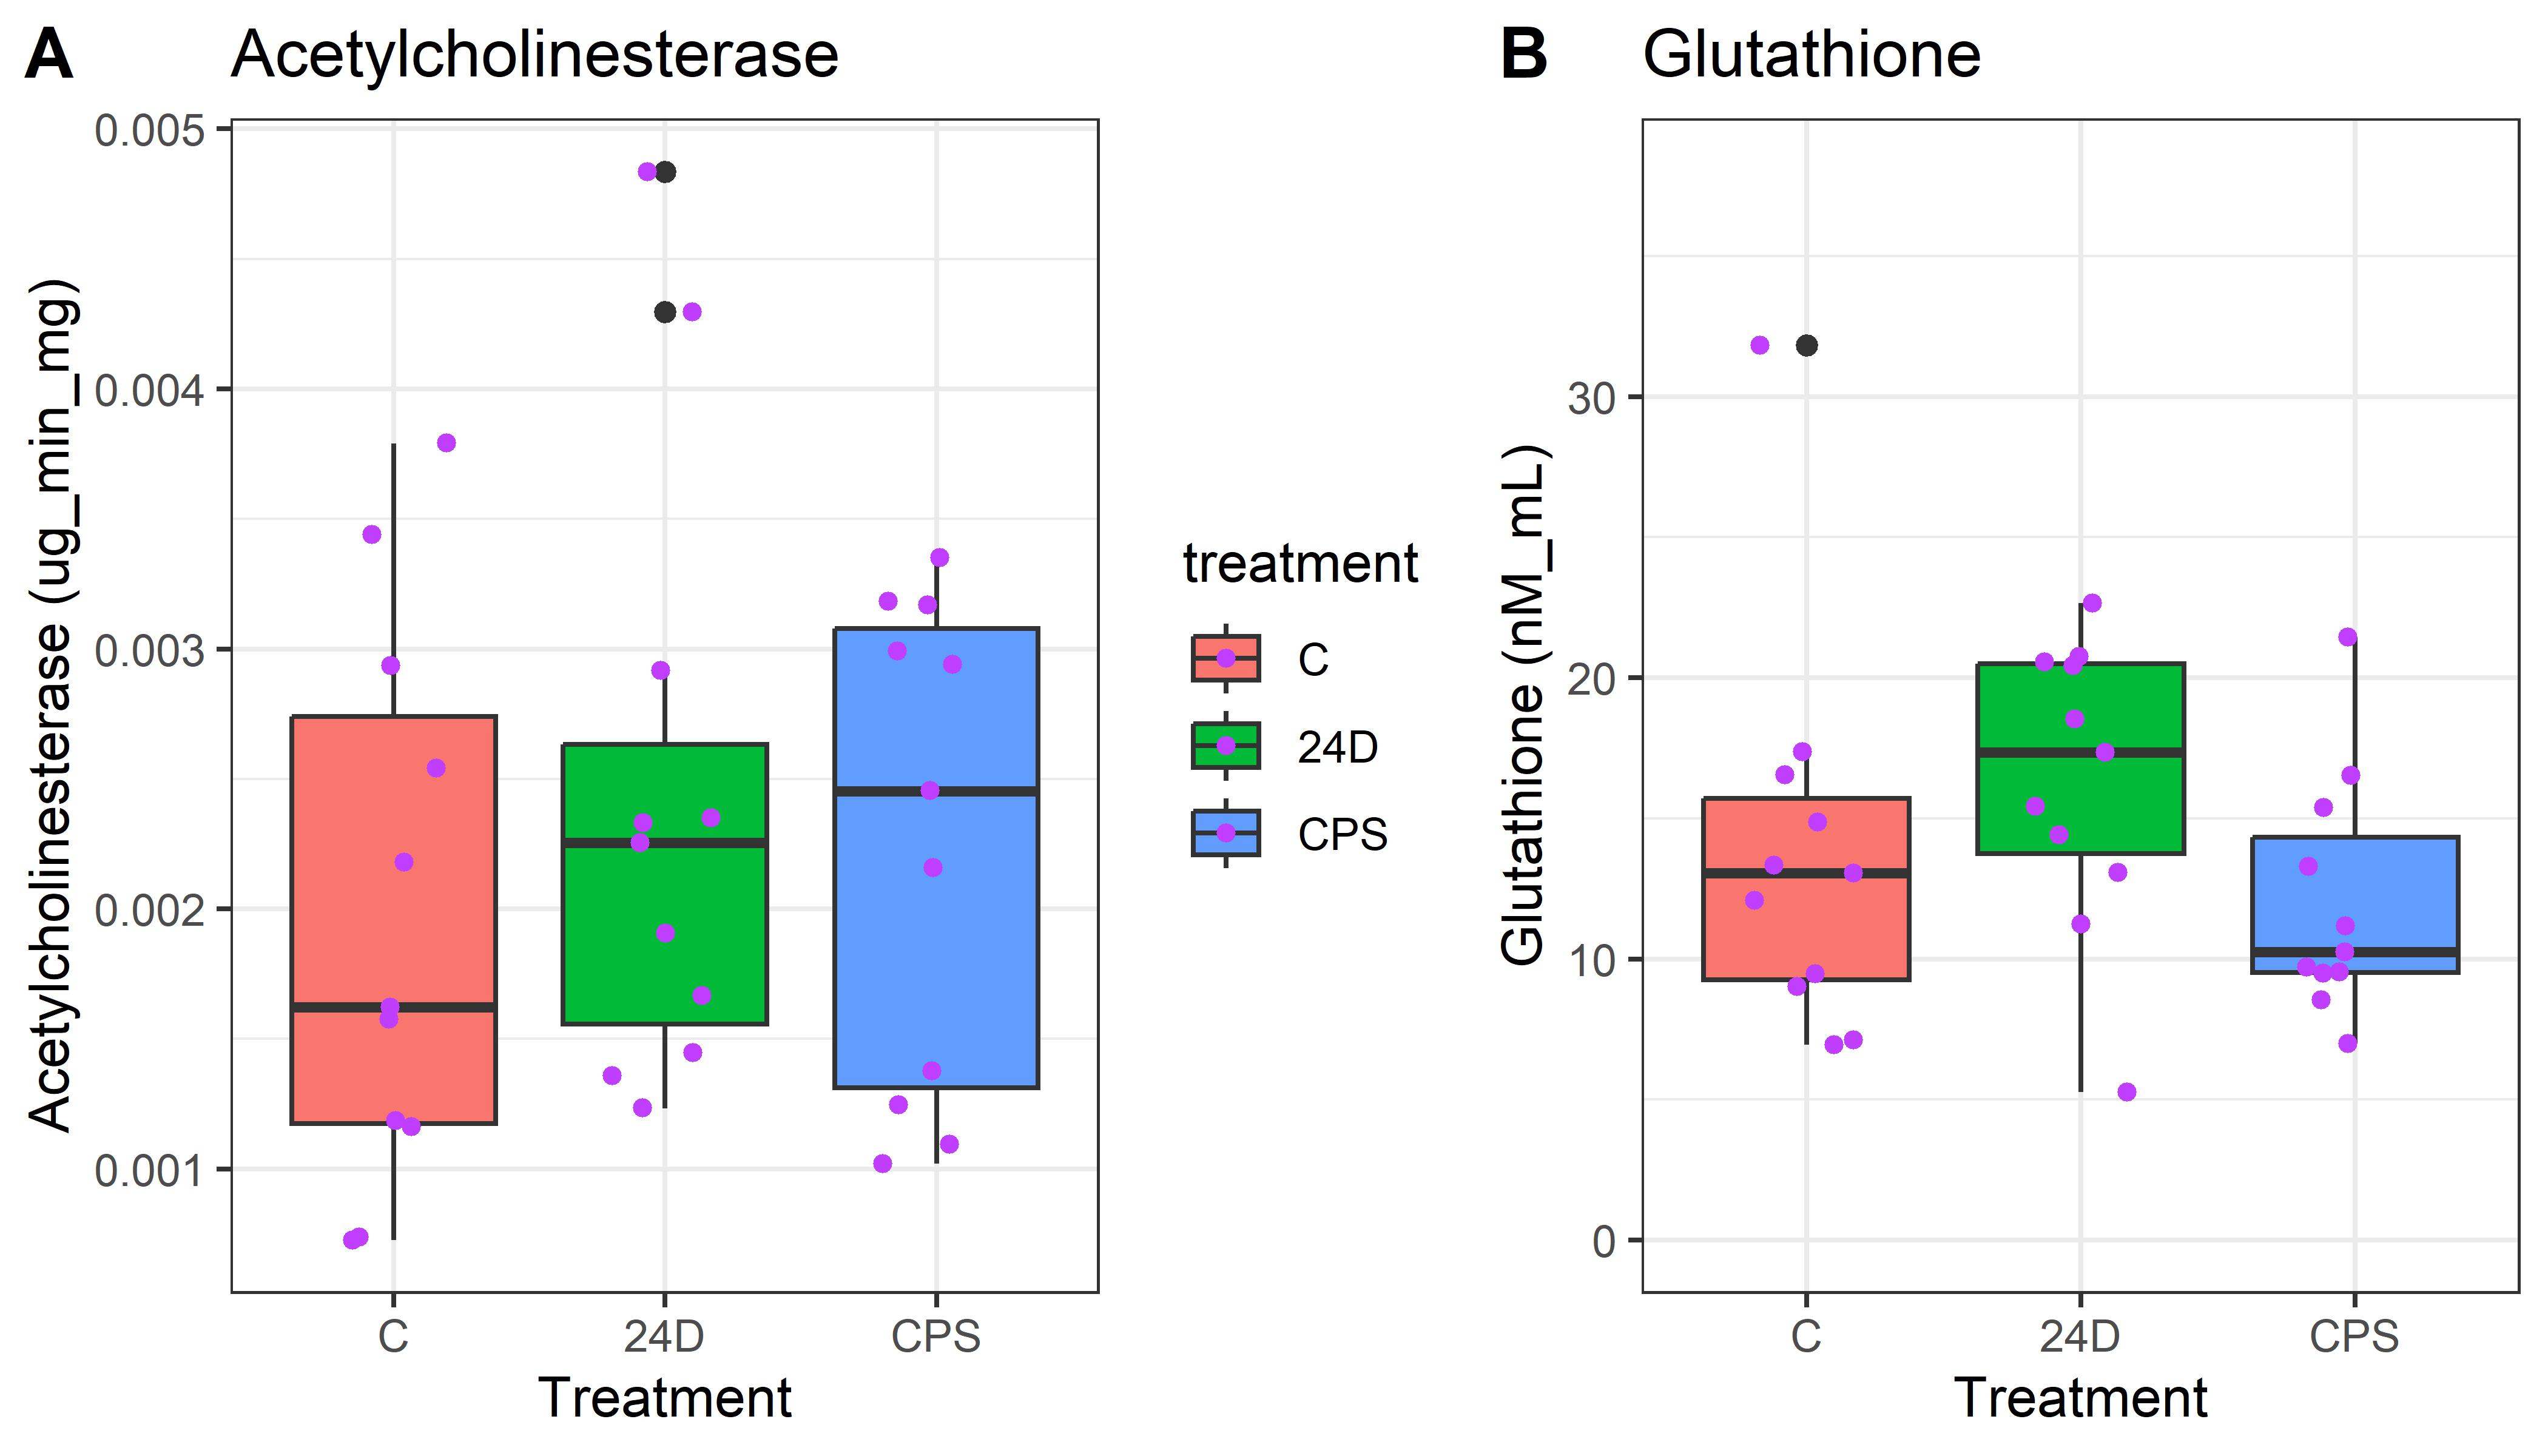 A Acetylcholinesterase
Acetylcholinesterase (ug_min_mg)
0.005
0.004
0.003
0.002
0.001
C 24D CPS
Treatment
treatment
C
24D
CPS
B Glutathione
Glutathione (nM_mL)
30
20
10
0
C 24D CPS
Treatment